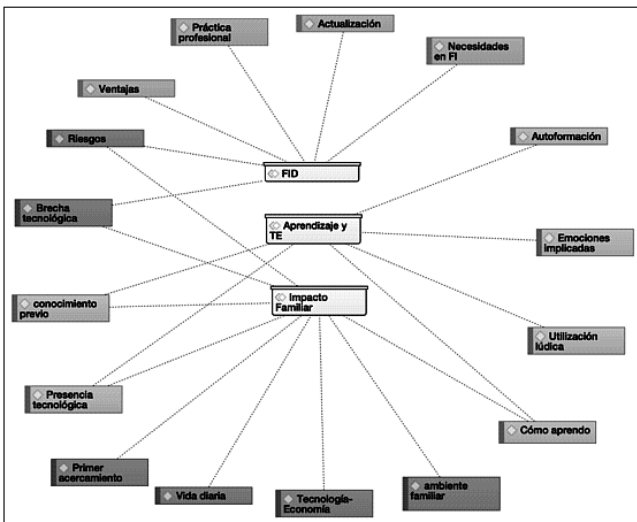 Práctica
profesional
Actualización
Necesidades
en FI
Ventajas
Riesgos
Autoformación
FID
Brecha
tecnológica
Aprendizaje y
TE
Emociones
implicadas
conocimiento
previo
Impacto
Familiar
Utilización
lúdica
Presencia
tecnológica
Cómo aprendo
Primer
acercamiento
Vida diaria
Tecnología-
Economía
ambiente
familiar